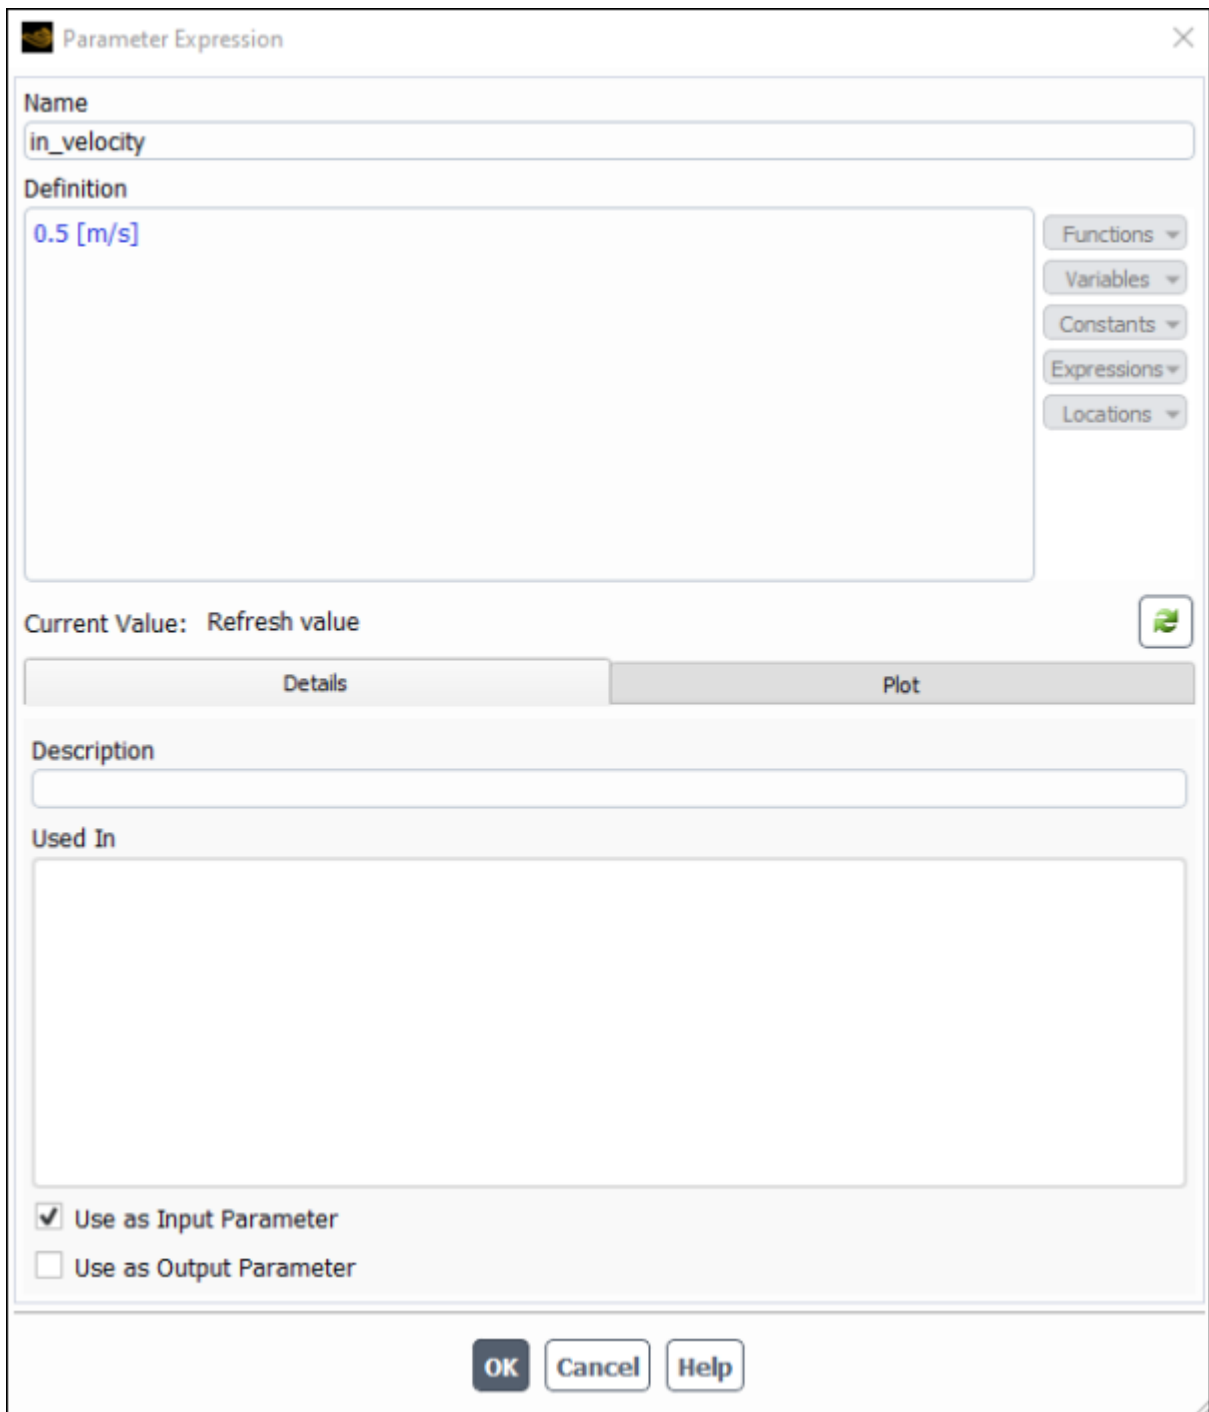 Parameter Expression
Name
in_velocity
Definition
0.5 [m/s]
Functions
Variables
Constants
Expressions
Locations
Current Value: Refresh value
Details Plot
Description
Used In
Use as Input Parameter
Use as Output Parameter
OK Cancel Help